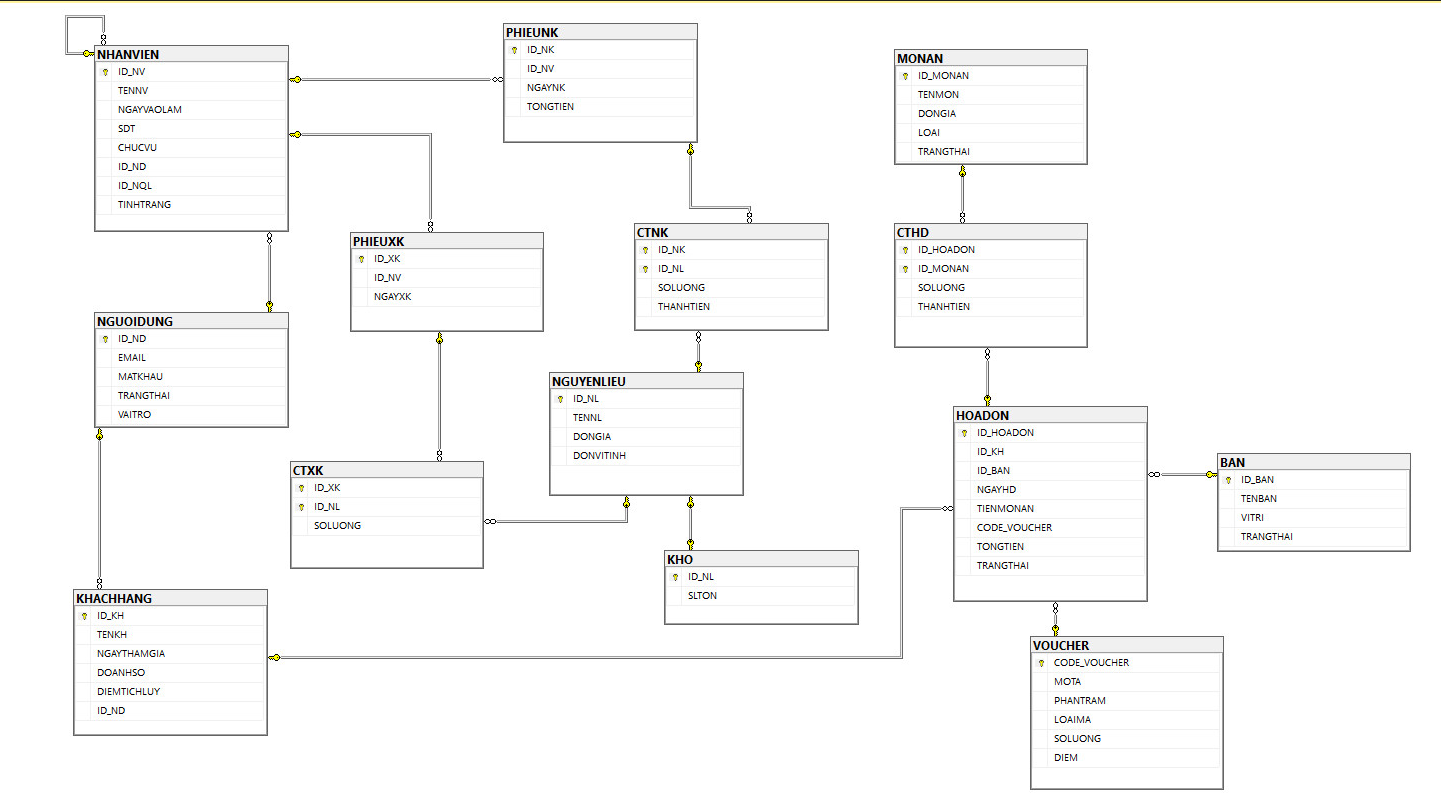 NHANVIEN
ID_NV
TENNV
NGAYVAOLAM
SDT
CHUCVU
ID_ND
ID_NQL
TINHTRANG
PHIEUNK
ID_NK
ID_NV
NGAYNK
TONGTIEN
MONAN
ID_MONAN
TENMON
DONGIA
LOAI
TRANGTHAI
PHIEUXK
ID_XK
ID_NV
NGAYXK
CTNK
ID_NK
ID_NL
SOLUONG
THANHTIEN
CTHD
ID_HOADON
ID_MONAN
SOLUONG
THANHTIEN
NGUOIDUNG
ID_ND
EMAIL
MATKHAU
TRANGTHAI
VAITRO
NGUYENLIEU
ID_NL
TENNL
DONGIA
DONVITINH
HOADON
ID_HOADON
ID_KH
ID_BAN
NGAYHD
TIENMONAN
CODE_VOUCHER
TONGTIEN
TRANGTHAI
BAN
ID_BAN
TENBAN
VITRI
TRANGTHAI
CTXK
ID_XK
ID_NL
SOLUONG
KHO
ID_NL
SLTON
KHACHHANG
ID_KH
TENKH
NGAYTHAMGIA
DOANHSO
DIEMTICHLUY
ID_ND
VOUCHER
CODE_VOUCHER
MOTA
PHANTRAM
LOAIMA
SOLUONG
DIEM